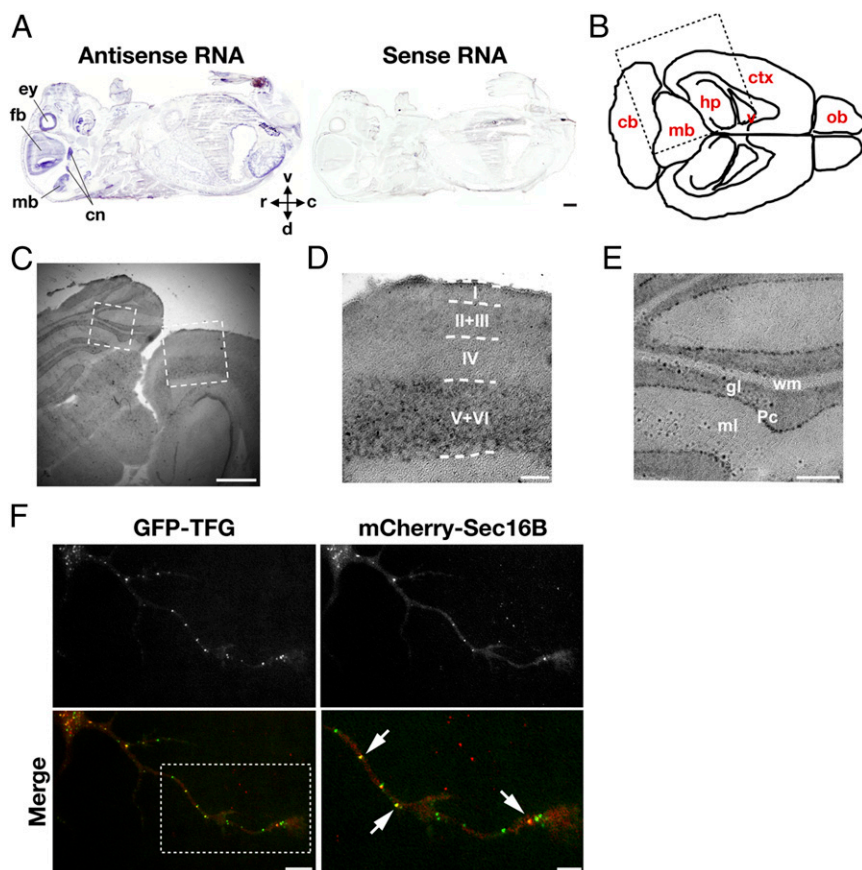 A
Antisense RNA
Sense RNA
ey
fb
mb
cn
v
r
c
d
B
ctx
hp
v
cb
mb
ob
C
D
I
II+III
IV
V+VI
E
wm
gl
Pc
ml
F
GFP-TFG
mCherry-Sec16B
Merge